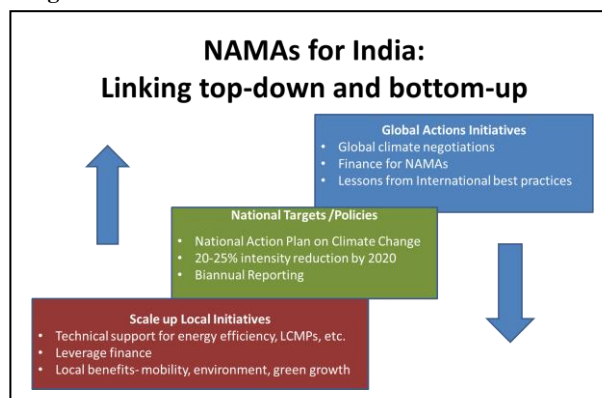 NAMAs for India:
Linking top-down and bottom-up
Global Actions Initiatives
• Global climate negotiations
• Finance for NAMAs
• Lessons from International best practices
National Targets /Policies
• National Action Plan on Climate Change
• 20-25% intensity reduction by 2020
• Biannual Reporting
Scale up Local Initiatives
• Technical support for energy efficiency, LCMPs, etc.
• Leverage finance
• Local benefits- mobility, environment, green growth